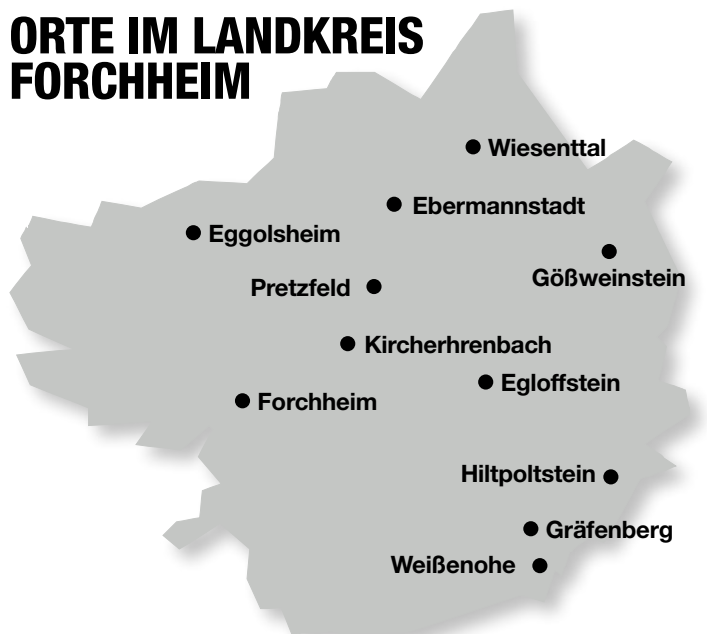 ORTE IM LANDKREIS
FORCHHEIM
Wiesenttal
Ebermannstadt
Eggolsheim
Gößweinstein
Pretzfeld
Kircherhrenbach
Egloffstein
Forchheim
Hiltpoltstein
Gräfenberg
Weißenohe